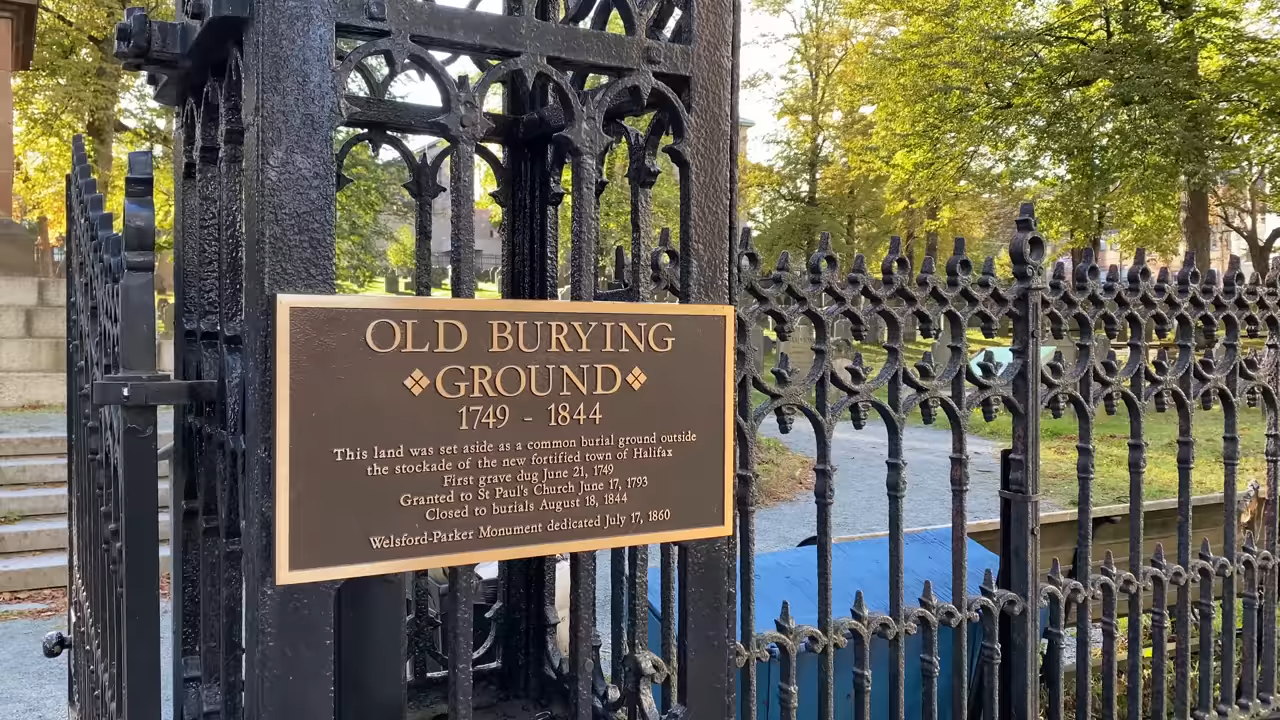 OLD BURYING
GROUND
1749 - 1844
This land was set aside as a common burial ground outside
the stockade of the new fortified town of Halifax
First grave dug June 21, 1749
Granted to St Paul's Church June 17, 1793
Closed to burials August 18, 1844
Welsford-Parker Monument dedicated July 17, 1860